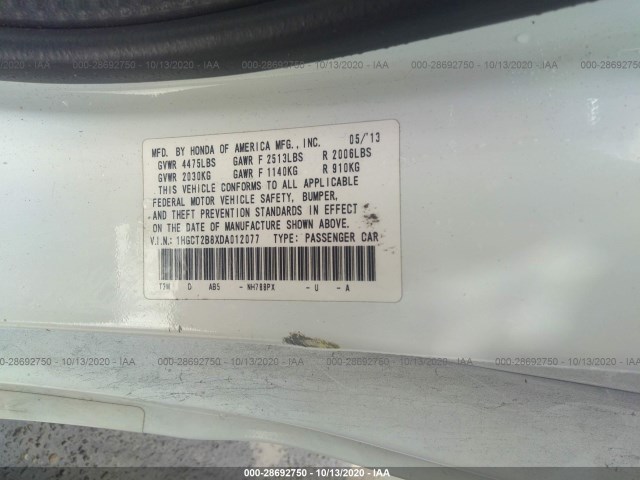 000-28692750 - 10/13/2020 - IAA
MFD. BY HONDA OF AMERICA MFG., INC. 05/'13
GVWR 4475LBS GAWR F 2513LBS R 2006LBS
GVWR 2030KG GAWR F 1140KG R 910KG
THIS VEHICLE CONFORMS TO ALL APPLICABLE
FEDERAL MOTOR VEHICLE SAFETY, BUMPER,
AND THEFT PREVENTION STANDARDS IN EFFECT
ON THE DATE OF MANUFACTURE SHOWN ABOVE.
V.I.N.: 1HGCT2B8XDA012077 TYPE: PASSENGER CAR
T3W D AB5 - NH788PX - U - A
000-28692750 - 10/13/2020 - IAA
000-28692750 - 10/13/2020 - IAA